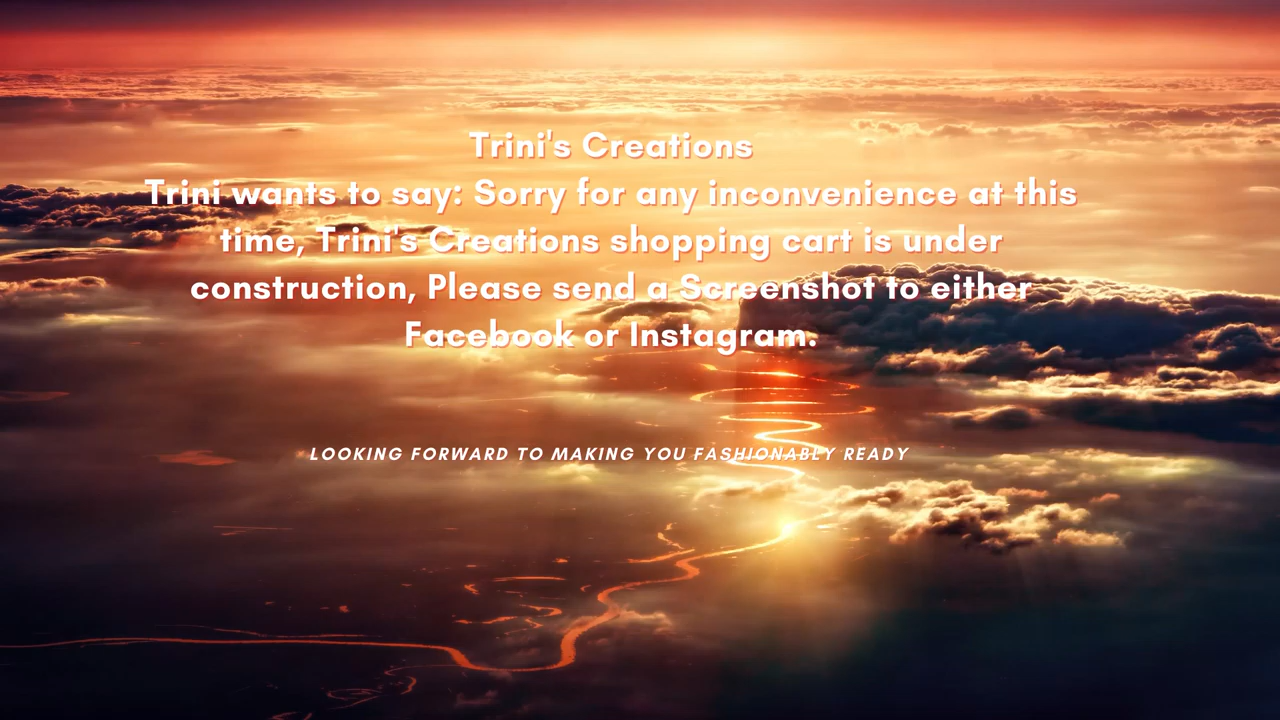 Trini's Creations
Trini wants to say: Sorry for any inconvenience at this
time, Trini's Creations shopping cart is under
construction, Please send a Screenshot to either
Facebook or Instagram.
LOOKING FORWARD TO MAKING YOU FASHIONABLY READY